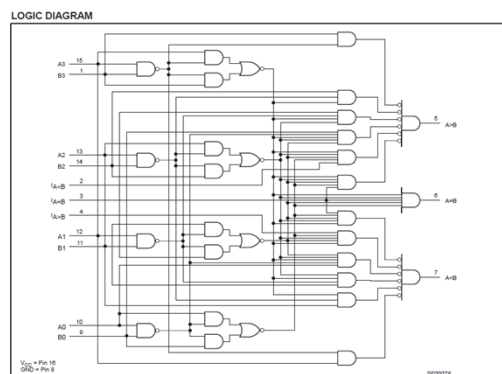 LOGIC DIAGRAM
A3 15
B3 1
5 A>B
A2 13
B2 14
IA<B 2
IA=B 3
6 A=B
IA>B 4
A1 12
B1 11
7 A<B
A0 10
B0 9
VCC = Pin 16
GND = Pin 8